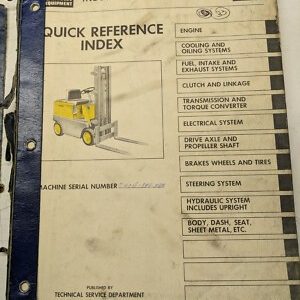 EQUIPMENT
QUICK REFERENCE
INDEX
MACHINE SERIAL NUMBER
PUBLISHED BY
TECHNICAL SERVICE DEPARTMENT
33
ENGINE
COOLING AND
OILING SYSTEMS
FUEL, INTAKE AND
EXHAUST SYSTEMS
CLUTCH AND LINKAGE
TRANSMISSION AND
TORQUE CONVERTER
ELECTRICAL SYSTEM
DRIVE AXLE AND
PROPELLER SHAFT
BRAKES WHEELS AND TIRES
STEERING SYSTEM
HYDRAULIC SYSTEM
INCLUDES UPRIGHT
BODY, DASH, SEAT,
SHEET METAL, ETC.